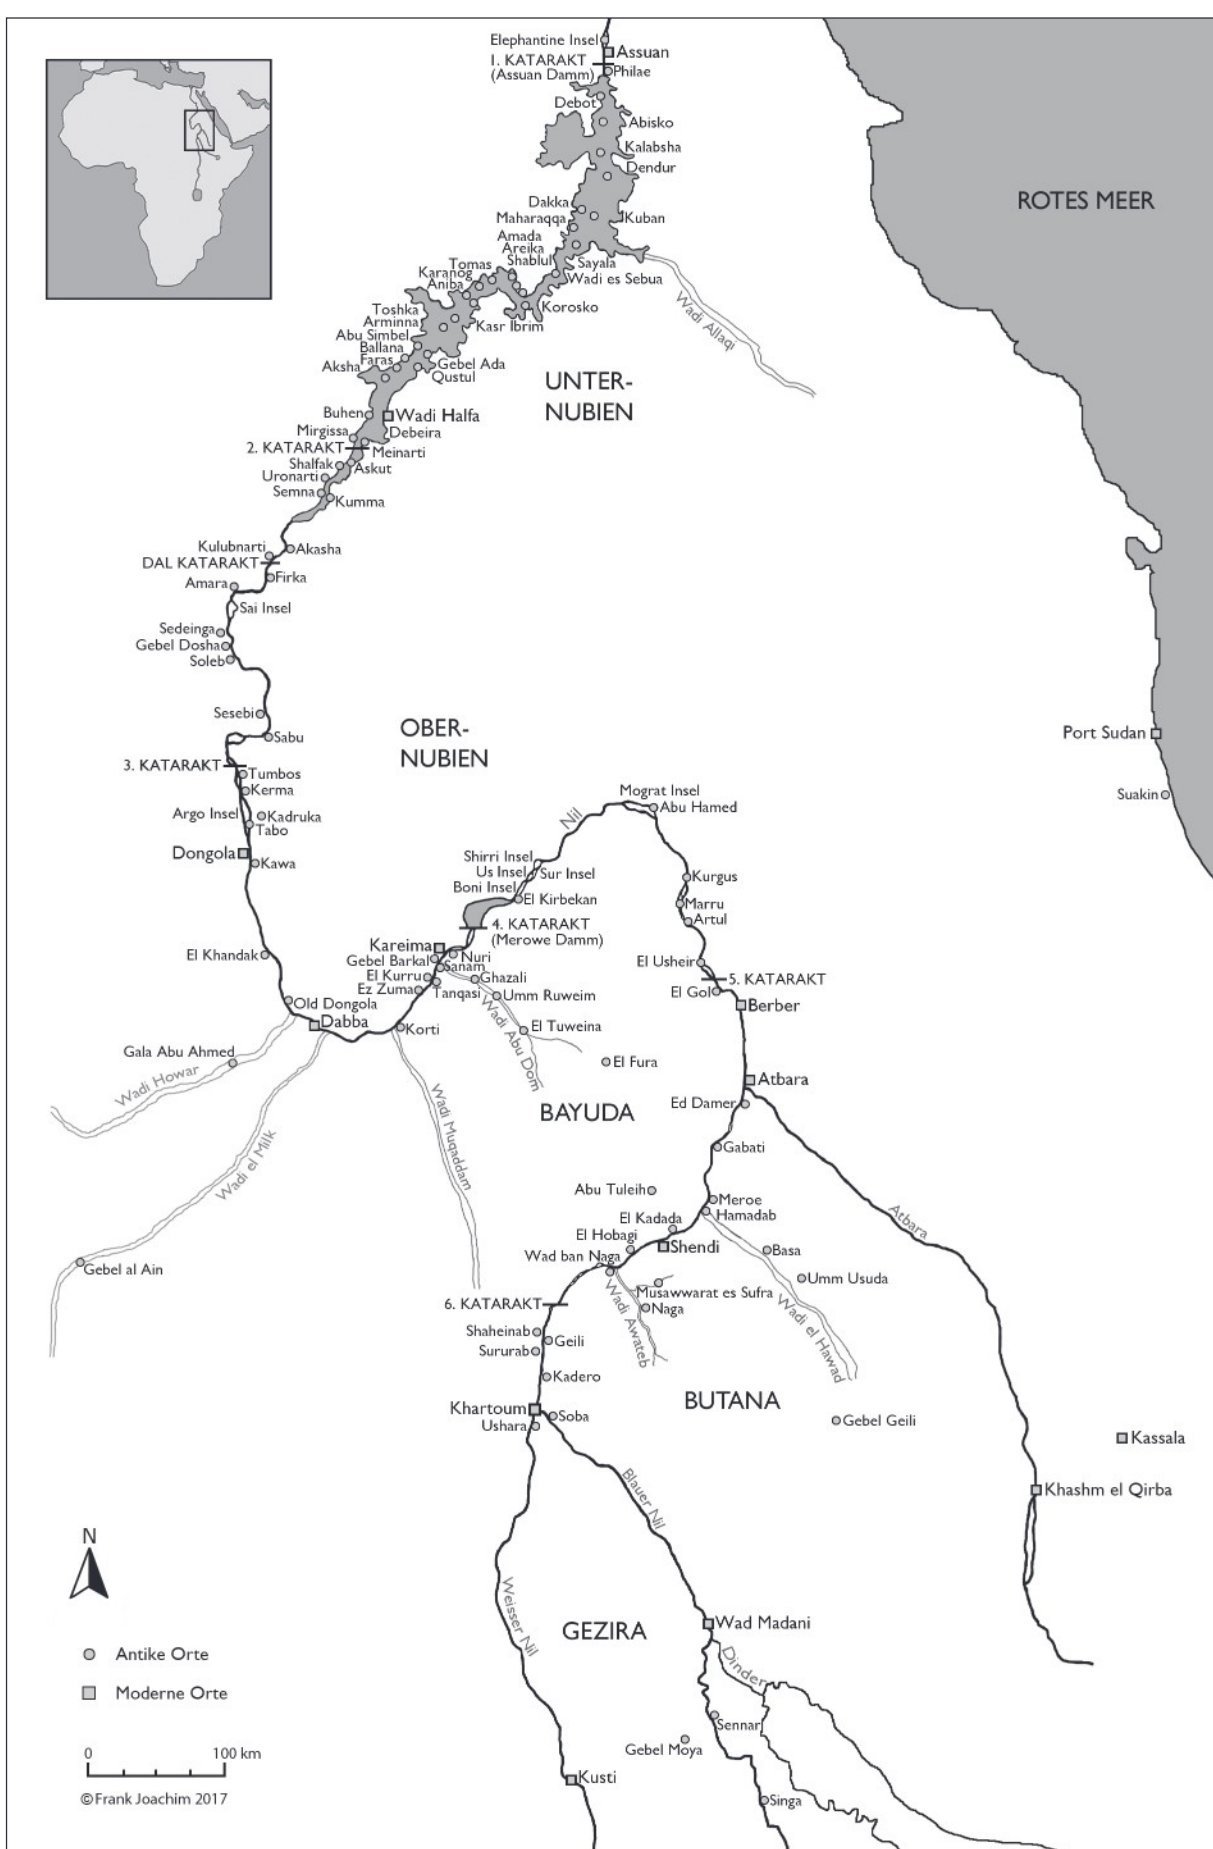 Elephantine Insel
Assuan
1. KATARAKT
(Assuan Damm)
Philae
Debot
Abisko
Kalabsha
Dendur
ROTES MEER
Dakka
Maharaqqa
Kuban
Amada
Areika
Shablul
Sayala
Tomas
Karanog
Aniba
Wadi es Sebua
Korosko
Wadi Allaqi
Toshka
Arminna
Kasr Ibrim
Abu Simbel
Ballana
Faras
Aksha
Gebel Ada
Qustul
UNTER-
NUBIEN
Buhen
Wadi Halfa
Mirgissa
Debeira
2. KATARAKT
Meinarti
Shalfak
Askut
Uronarti
Semna
Kumma
Kulubnarti
Akasha
DAL KATARAKT
Firka
Amara
Sai Insel
Sedeinga
Gebel Dosha
Soleb
Sesebi
OBER-
NUBIEN
Sabu
Port Sudan
3. KATARAKT
Tumbos
Kerma
Mograt Insel
Abu Hamed
Suakin
Argo Insel
Kadruka
Tabo
Nil
Dongola
Kawa
Shirri Insel
Us Insel
Sur Insel
Boni Insel
El Kirbekan
Kurgus
Marru
Artul
4. KATARAKT
(Merowe Damm)
El Khandak
Kareima
Nuri
Gebel Barkal
Sanam
El Kurru
Ghazali
Ez Zuma
Tanqasi
Umm Ruweim
El Usheir
5. KATARAKT
El Gol
Berber
Old Dongola
Dabba
Korti
Wadi Abu Dom
El Tuweina
Gala Abu Ahmed
El Fura
Wadi Howar
Atbara
Ed Damer
BAYUDA
Wadi Muqaddam
Wadi el Milk
Gabati
Abu Tuleih
Meroe
Hamadab
Atbara
El Kadada
El Hobagi
Shendi
Basa
Wad ban Naga
Gebel al Ain
Umm Usuda
Musawwarat es Sufra
Naga
Wadi Awateb
Wadi el Hawad
6. KATARAKT
Shaheinab
Geili
Sururab
Kadero
BUTANA
Khartoum
Soba
Ushara
Gebel Geili
Kassala
Khashm el Qirba
Blauer Nil
N
Weisser Nil
GEZIRA
Wad Madani
Dinder
Antike Orte
Moderne Orte
Sennar
Gebel Moya
0 100 km
Kusti
©Frank Joachim 2017
Singa